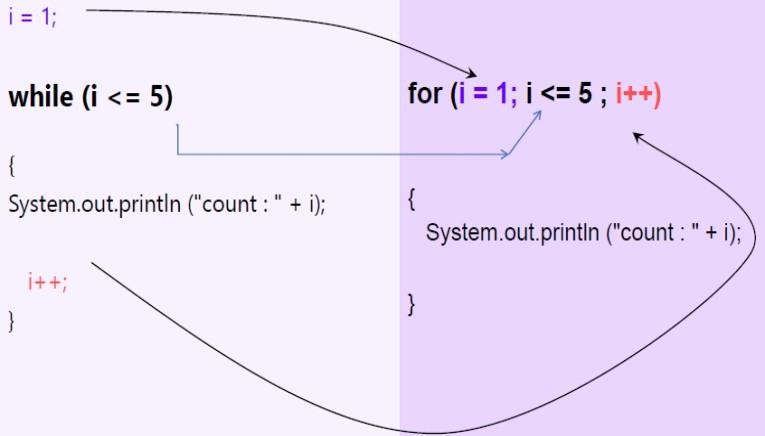 i = 1;
while (i <= 5)
{
System.out.println ("count : " + i);
i++;
}
for (i = 1; i <= 5 ; i++)
{
System.out.println ("count : " + i);
}